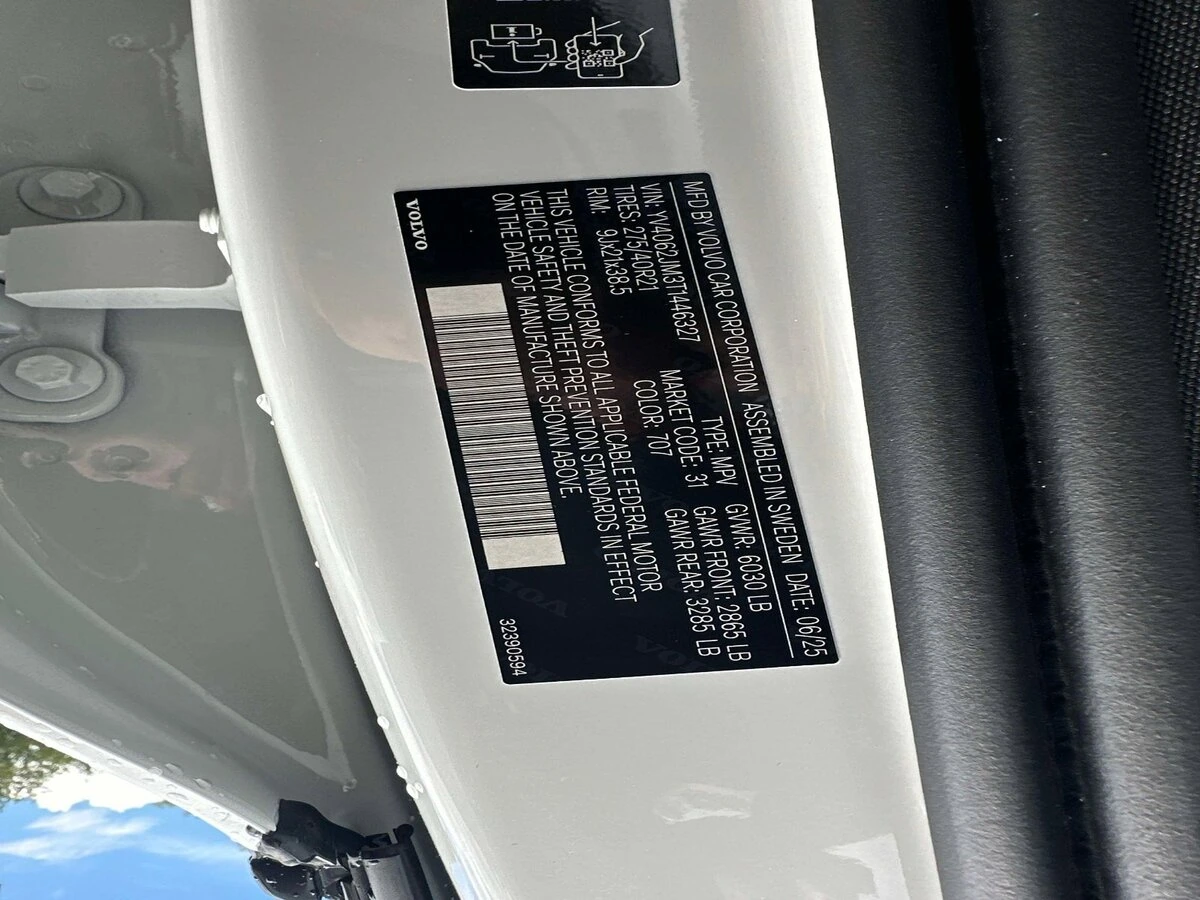 MFD BY VOLVO CAR CORPORATION ASSEMBLED IN SWEDEN DATE: 06/25
VIN: YV4062JM3T1446327 TYPE: MPV GVWR: 6030 LB
TIRES: 275/40R21 MARKET CODE: 31 GAWR FRONT: 2865 LB
RIM: 9Jx21x38.5 COLOR: 707 GAWR REAR: 3285 LB
THIS VEHICLE CONFORMS TO ALL APPLICABLE FEDERAL MOTOR
VEHICLE SAFETY AND THEFT PREVENTION STANDARDS IN EFFECT
ON THE DATE OF MANUFACTURE SHOWN ABOVE.
VOLVO
32390594